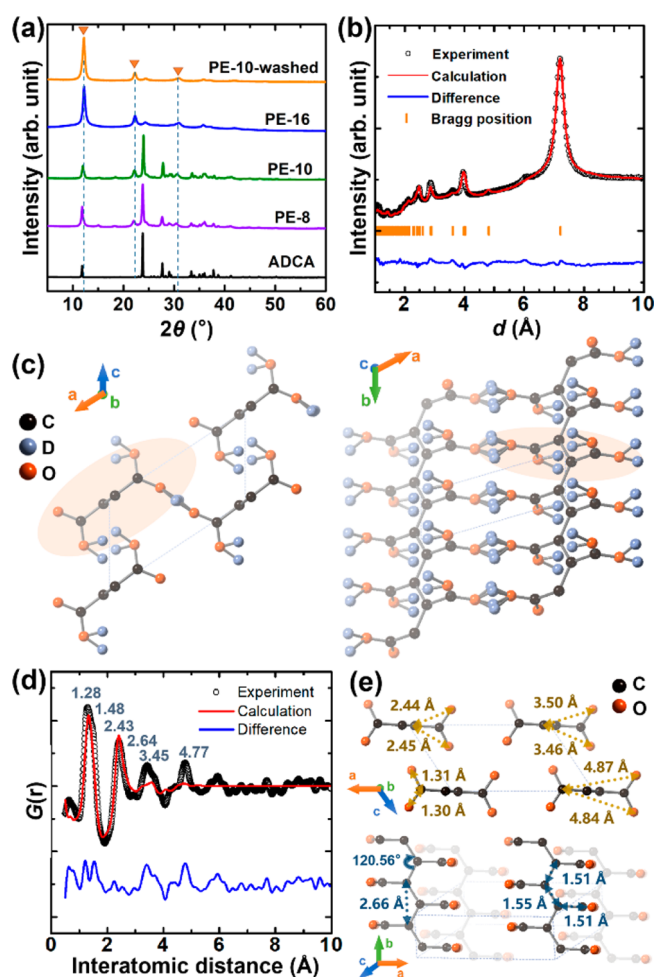 (a)
PE-10-washed
PE-16
PE-10
PE-8
ADCA
Intensity (arb. unit)
10 20 30 40 50 60
2θ (°)
(b)
Experiment
Calculation
Difference
Bragg position
Intensity (arb. unit)
2 4 6 8 10
d (Å)
(c)
c
a
b
C
D
O
c
a
b
(d)
1.28
1.48
2.43
2.64
3.45
4.77
Experiment
Calculation
Difference
G(r)
0 2 4 6 8 10
Interatomic distance (Å)
(e)
C
O
2.44 Å
3.50 Å
2.45 Å
3.46 Å
a
b
c
1.31 Å
4.87 Å
1.30 Å
4.84 Å
120.56°
2.66 Å
1.51 Å
1.55 Å
1.51 Å
b
c
a